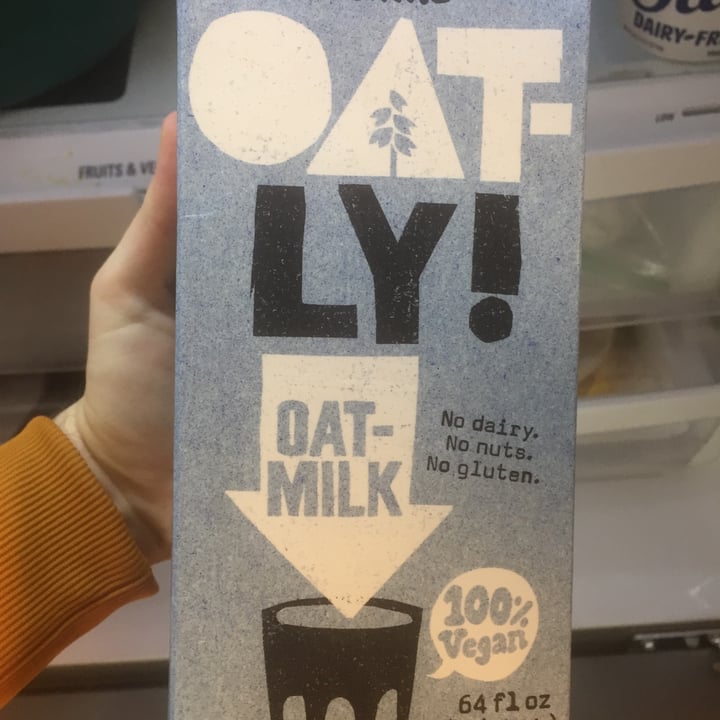 OAT-
LY!
OAT-
MILK
No dairy.
No nuts.
No gluten.
100%
Vegan
64 fl oz
FRUITS & VE
DAIRY-FR
LOW